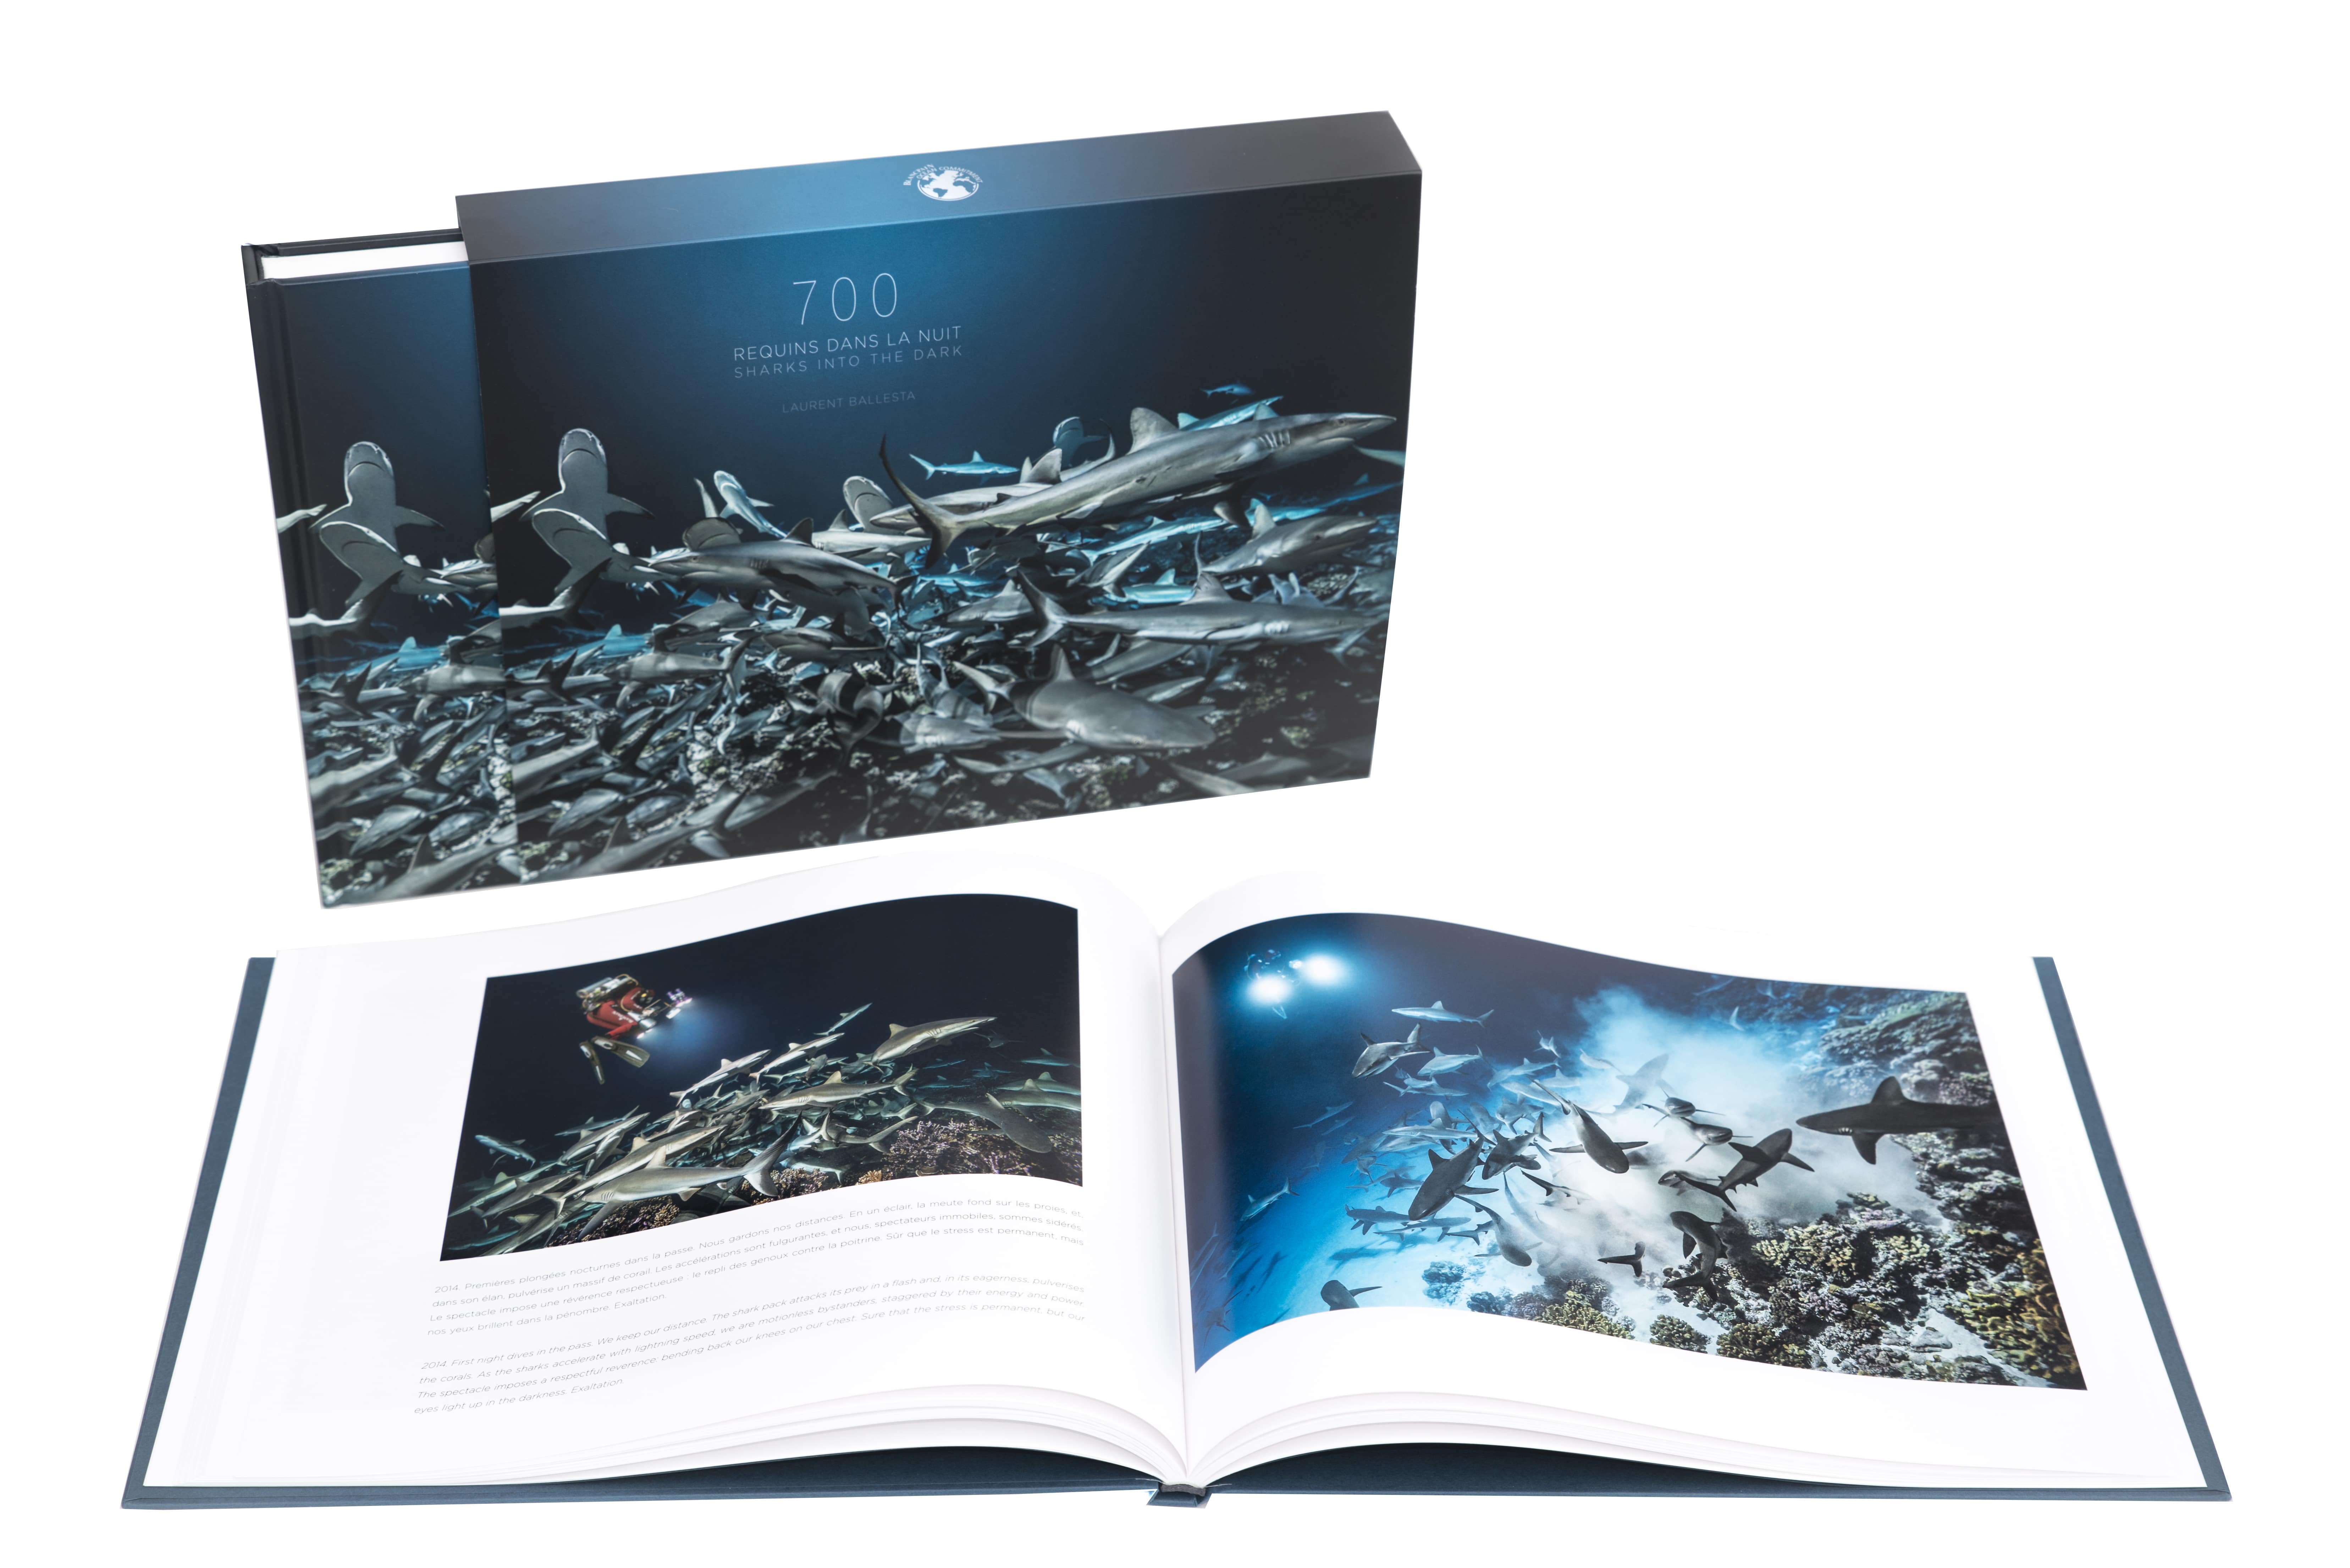 BLANCPAIN
OCEAN COMMITMENT
700
REQUINS DANS LA NUIT
SHARKS INTO THE DARK
LAURENT BALLESTA
2014. Premières plongées nocturnes dans la passe. Nous gardons nos distances. En un éclair, la meute fond sur les proies, et,
dans son élan, pulvérise un massif de corail. Les accélérations sont fulgurantes, et nous, spectateurs immobiles, sommes sidérés.
Le spectacle impose une révérence respectueuse : le repli des genoux contre la poitrine. Sûr que le stress est permanent, mais
nos yeux brillent dans la pénombre. Exaltation.
2014. First night dives in the pass. We keep our distance. The shark pack attacks its prey in a flash and, in its eagerness, pulverises
the corals. As the sharks accelerate with lightning speed, we are motionless bystanders, staggered by their energy and power.
The spectacle imposes a respectful reverence: bending back our knees on our chest. Sure that the stress is permanent, but our
eyes light up in the darkness. Exaltation.